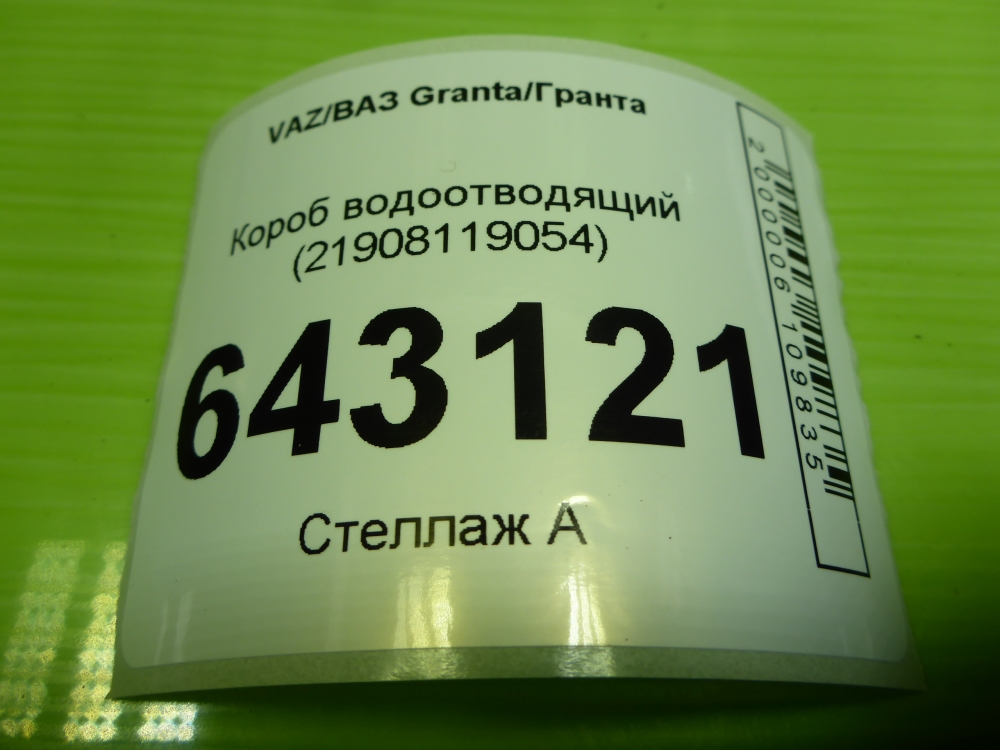 VAZ/ВАЗ Granta/Гранта
Короб водоотводящий
(21908119054)
643121
Стеллаж А
2000006109835